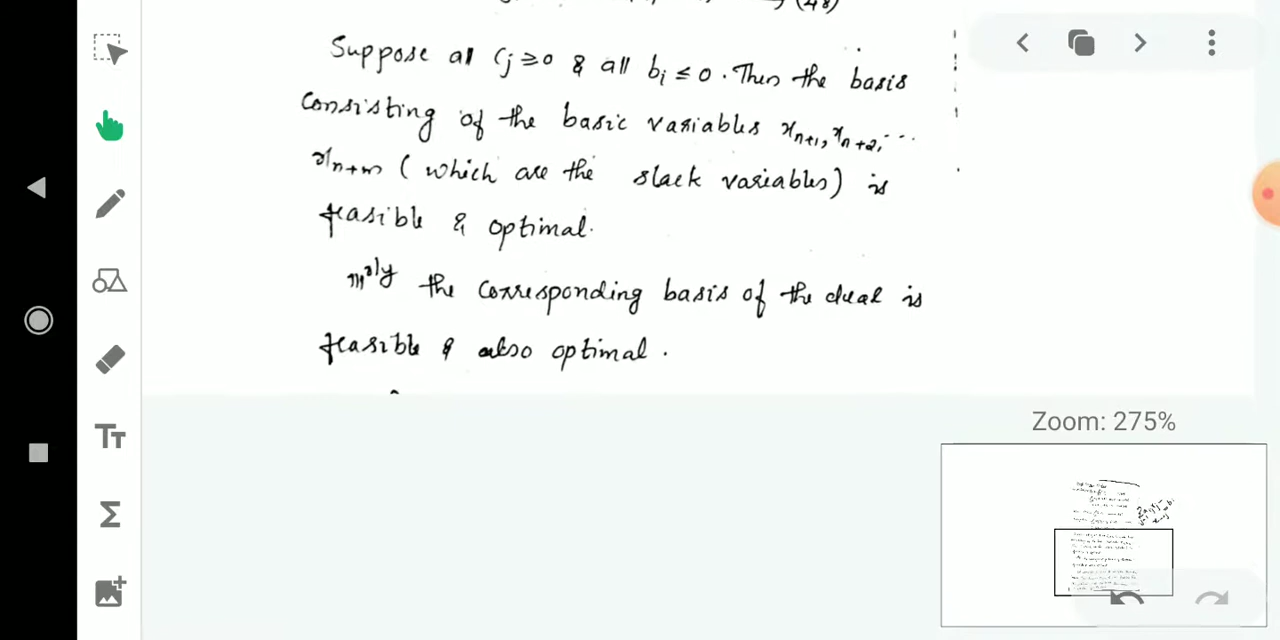 (48)
Suppose all Cj ≥ 0 & all bi ≤ 0. Then the basis
consisting of the basic variables xn+1, xn+2, ...
xn+m (which are the slack variables) is
feasible & optimal.
|||ly the corresponding basis of the dual is
feasible & also optimal.
Tт
Σ
Zoom: 275%